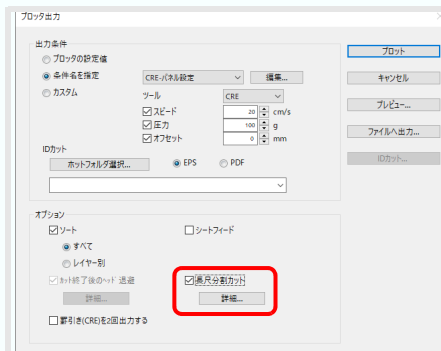 プロッタ出力
出力条件
プロッタの設定値
条件名を指定
CRE-パネル設定
編集...
カスタム
ツール
CRE
スピード
20
cm/s
圧力
100
g
オフセット
0
mm
IDカット
ホットフォルダ選択...
EPS
PDF
オプション
ソート
シートフィード
すべて
レイヤー別
カット終了後のヘッド退避
長尺分割カット
詳細...
詳細...
罫引き(CRE)を2回出力する
プロット
キャンセル
プレビュー...
ファイルへ出力...
IDカット...